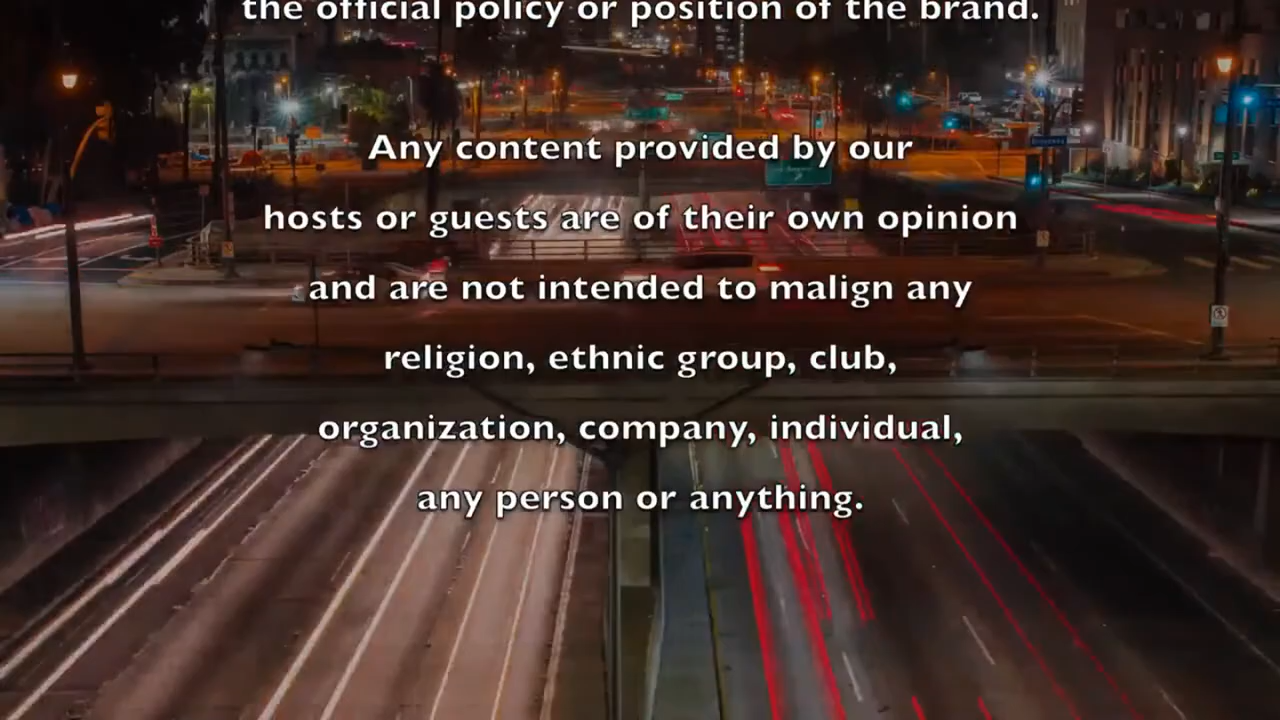 the official policy or position of the brand.
Any content provided by our
hosts or guests are of their own opinion
and are not intended to malign any
religion, ethnic group, club,
organization, company, individual,
any person or anything.